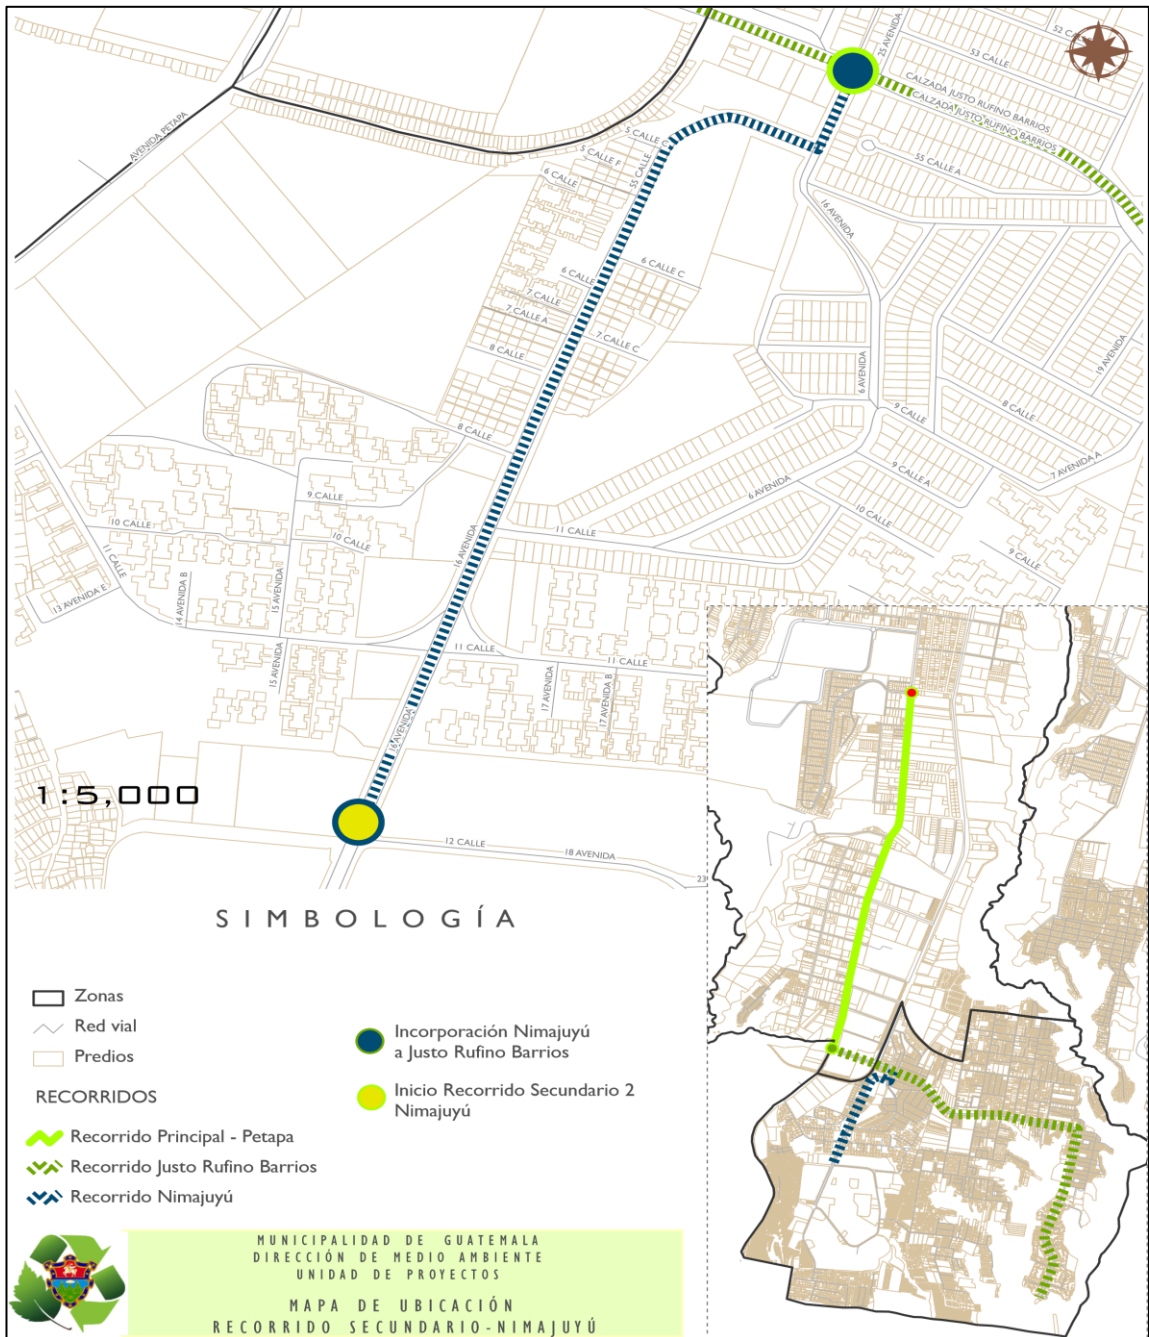 52 CALLE
53 CALLE
25 AVENIDA
CALZADA JUSTO RUFINO BARRIOS
CALZADA JUSTO RUFINO BARRIOS
AVENIDA PETAPA
5 CALLE C
5 CALLE F
55 CALLE
6 CALLE
55 CALLE A
16 AVENIDA
6 CALLE C
6 CALLE
7 CALLE
7 CALLE A
7 CALLE C
8 CALLE
19 AVENIDA
6 AVENIDA
9 CALLE
8 CALLE
8 CALLE
7 AVENIDA A
9 CALLE A
6 AVENIDA
9 CALLE
10 CALLE
10 CALLE
10 CALLE
11 CALLE
16 AVENIDA
9 CALLE
11 CALLE
13 AVENIDA E
14 AVENIDA B
15 AVENIDA
11 CALLE
11 CALLE
15 AVENIDA
17 AVENIDA
17 AVENIDA B
16 AVENIDA
1:5,000
12 CALLE
18 AVENIDA
23
SIMBOLOGÍA
Zonas
Red vial
Predios
RECORRIDOS
Recorrido Principal - Petapa
Recorrido Justo Rufino Barrios
Recorrido Nimajuyú
Incorporación Nimajuyú
a Justo Rufino Barrios
Inicio Recorrido Secundario 2
Nimajuyú
MUNICIPALIDAD DE GUATEMALA
DIRECCIÓN DE MEDIO AMBIENTE
UNIDAD DE PROYECTOS
MAPA DE UBICACIÓN
RECORRIDO SECUNDARIO-NIMAJUYÚ